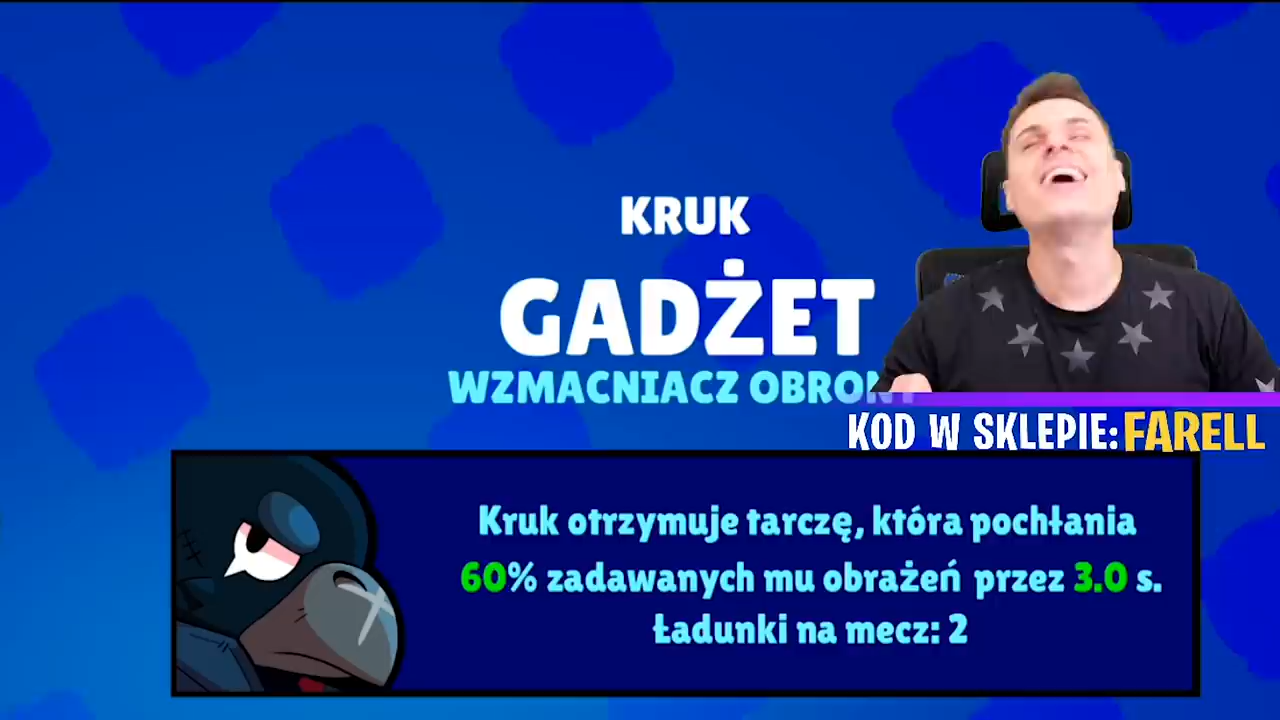 KRUK
GADŻET
WZMACNIACZ OBRONY
KOD W SKLEPIE: FARELL
Kruk otrzymuje tarczę, która pochłania
60% zadawanych mu obrażeń przez 3.0 s.
Ładunki na mecz: 2